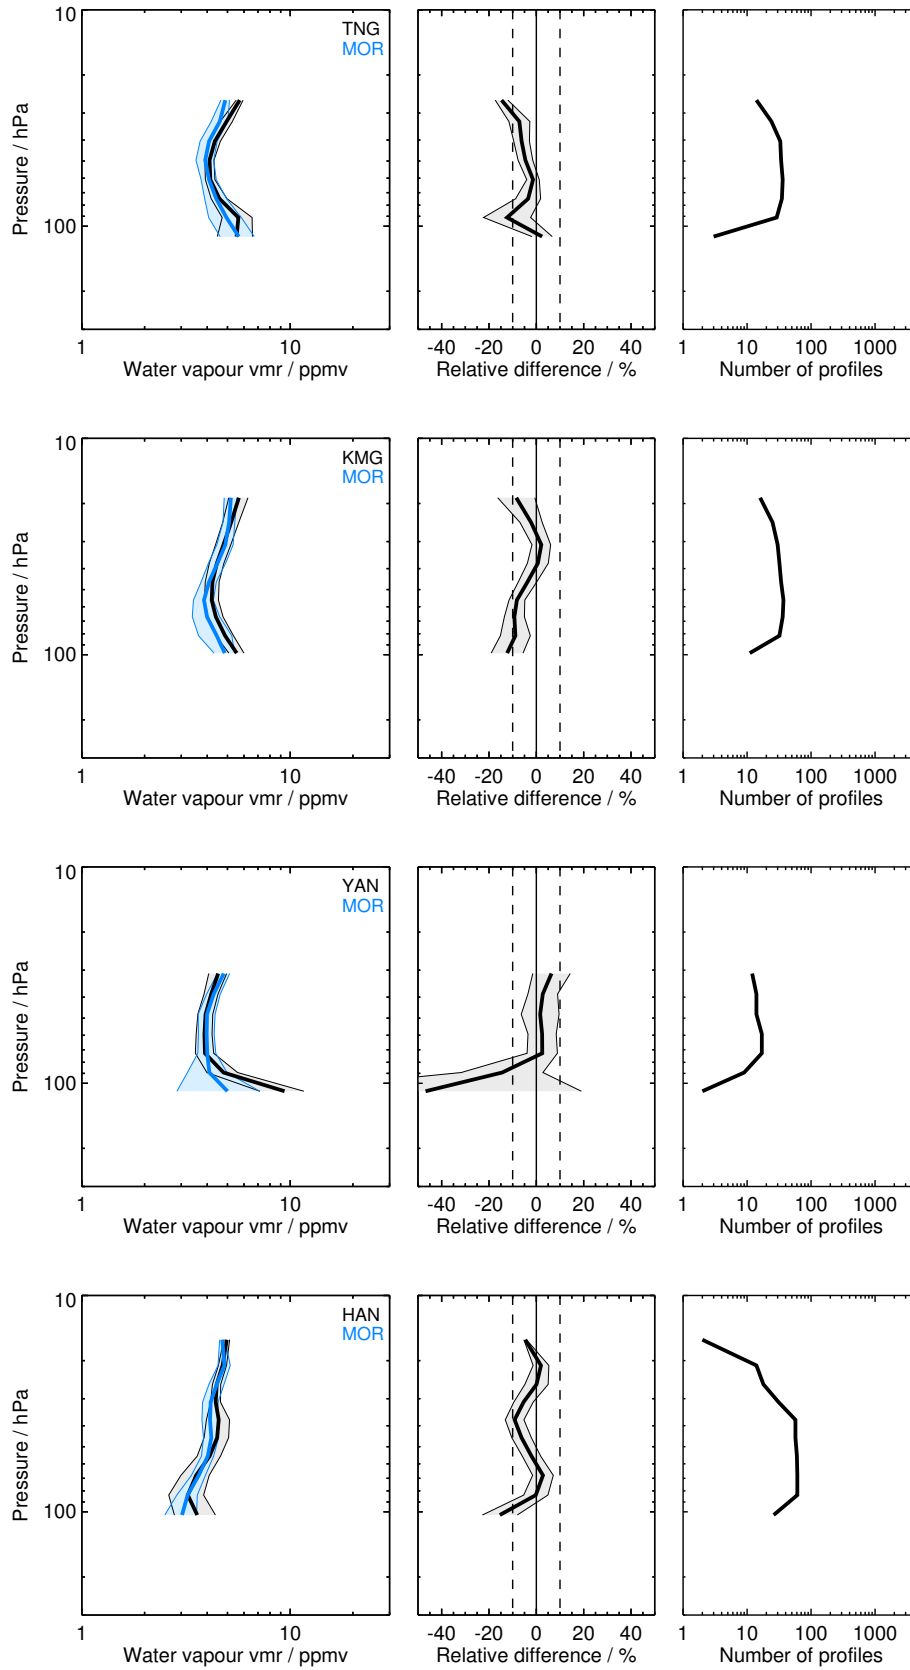 10
TNG
MOR
Pressure / hPa
100
1 10 -40 -20 0 20 40 1 10 100 1000
Water vapour vmr / ppmv Relative difference / % Number of profiles
10
KMG
MOR
Pressure / hPa
100
1 10 -40 -20 0 20 40 1 10 100 1000
Water vapour vmr / ppmv Relative difference / % Number of profiles
10
YAN
MOR
Pressure / hPa
100
1 10 -40 -20 0 20 40 1 10 100 1000
Water vapour vmr / ppmv Relative difference / % Number of profiles
10
HAN
MOR
Pressure / hPa
100
1 10 -40 -20 0 20 40 1 10 100 1000
Water vapour vmr / ppmv Relative difference / % Number of profiles